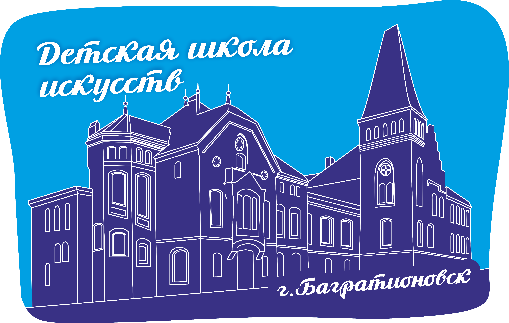 Детская школа
искусств
г.Багратионовск